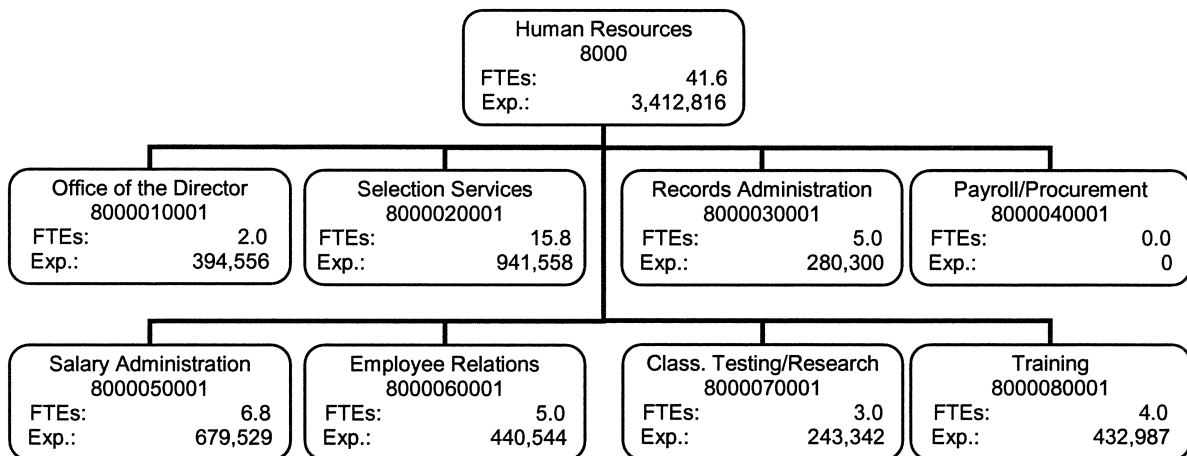 Human Resources
8000
FTEs: 41.6
Exp.: 3,412,816
Office of the Director
8000010001
FTEs: 2.0
Exp.: 394,556
Selection Services
8000020001
FTEs: 15.8
Exp.: 941,558
Records Administration
8000030001
FTEs: 5.0
Exp.: 280,300
Payroll/Procurement
8000040001
FTEs: 0.0
Exp.: 0
Salary Administration
8000050001
FTEs: 6.8
Exp.: 679,529
Employee Relations
8000060001
FTEs: 5.0
Exp.: 440,544
Class. Testing/Research
8000070001
FTEs: 3.0
Exp.: 243,342
Training
8000080001
FTEs: 4.0
Exp.: 432,987